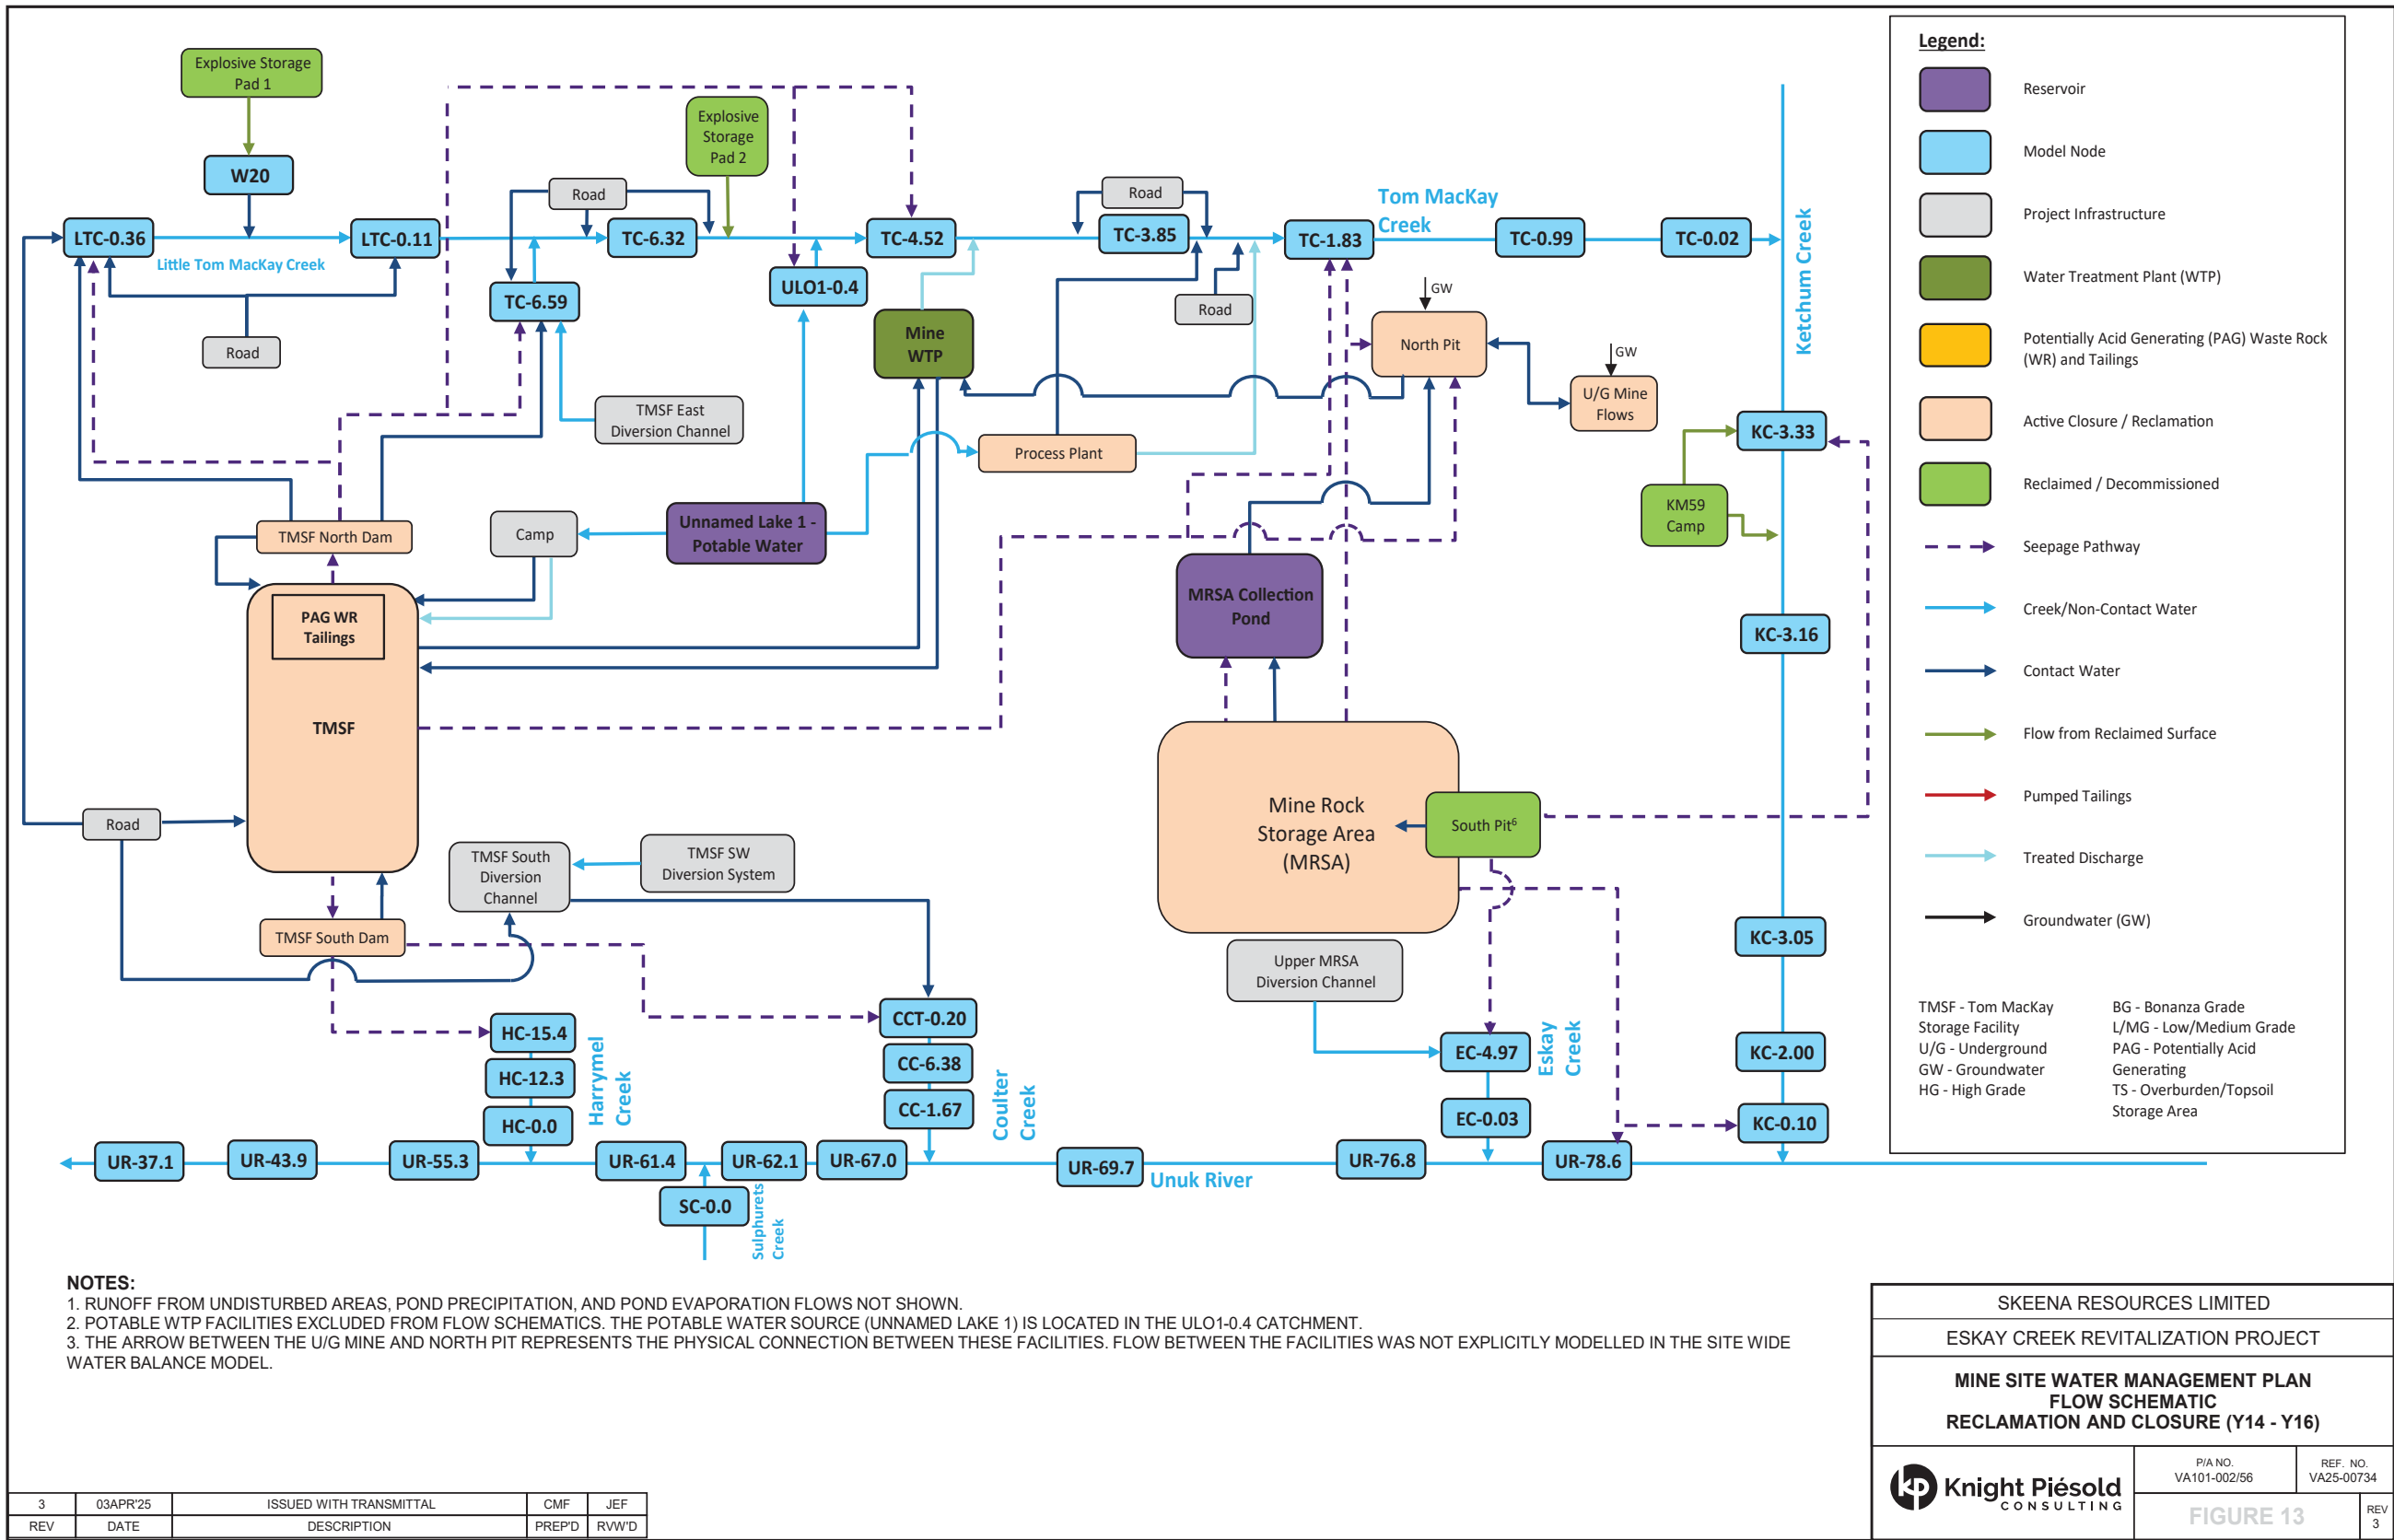 Explosive Storage
Pad 1
W20
LTC-0.36
Little Tom MacKay Creek
LTC-0.11
Road
Road
TC-6.32
TC-6.59
Explosive
Storage
Pad 2
ULO1-0.4
TC-4.52
Mine
WTP
Road
TC-3.85
Road
TC-1.83
Tom MacKay
Creek
TC-0.99
TC-0.02
Ketchum Creek
GW
North Pit
GW
U/G Mine
Flows
TMSF East
Diversion Channel
Process Plant
KC-3.33
KM59
Camp
TMSF North Dam
Camp
Unnamed Lake 1 -
Potable Water
PAG WR
Tailings
TMSF
MRSA Collection
Pond
KC-3.16
Road
TMSF South
Diversion
Channel
TMSF SW
Diversion System
Mine Rock
Storage Area
(MRSA)
South Pit⁶
TMSF South Dam
Upper MRSA
Diversion Channel
KC-3.05
HC-15.4
HC-12.3
HC-0.0
Harrymel
Creek
CCT-0.20
CC-6.38
CC-1.67
Coulter
Creek
EC-4.97
EC-0.03
Eskay
Creek
KC-2.00
KC-0.10
UR-37.1
UR-43.9
UR-55.3
UR-61.4
UR-62.1
UR-67.0
UR-69.7
Unuk River
UR-76.8
UR-78.6
SC-0.0
Sulphurets
Creek
Legend:
Reservoir
Model Node
Project Infrastructure
Water Treatment Plant (WTP)
Potentially Acid Generating (PAG) Waste Rock
(WR) and Tailings
Active Closure / Reclamation
Reclaimed / Decommissioned
Seepage Pathway
Creek/Non-Contact Water
Contact Water
Flow from Reclaimed Surface
Pumped Tailings
Treated Discharge
Groundwater (GW)
TMSF - Tom MacKay
Storage Facility
U/G - Underground
GW - Groundwater
HG - High Grade
BG - Bonanza Grade
L/MG - Low/Medium Grade
PAG - Potentially Acid
Generating
TS - Overburden/Topsoil
Storage Area
NOTES:
1. RUNOFF FROM UNDISTURBED AREAS, POND PRECIPITATION, AND POND EVAPORATION FLOWS NOT SHOWN.
2. POTABLE WTP FACILITIES EXCLUDED FROM FLOW SCHEMATICS. THE POTABLE WATER SOURCE (UNNAMED LAKE 1) IS LOCATED IN THE ULO1-0.4 CATCHMENT.
3. THE ARROW BETWEEN THE U/G MINE AND NORTH PIT REPRESENTS THE PHYSICAL CONNECTION BETWEEN THESE FACILITIES. FLOW BETWEEN THE FACILITIES WAS NOT EXPLICITLY MODELLED IN THE SITE WIDE
WATER BALANCE MODEL.
3 03APR'25 ISSUED WITH TRANSMITTAL CMF JEF
REV DATE DESCRIPTION PREP'D RVW'D
SKEENA RESOURCES LIMITED
ESKAY CREEK REVITALIZATION PROJECT
MINE SITE WATER MANAGEMENT PLAN
FLOW SCHEMATIC
RECLAMATION AND CLOSURE (Y14 - Y16)
kp Knight Piésold
CONSULTING
P/A NO.
VA101-002/56
REF. NO.
VA25-00734
FIGURE 13
REV
3